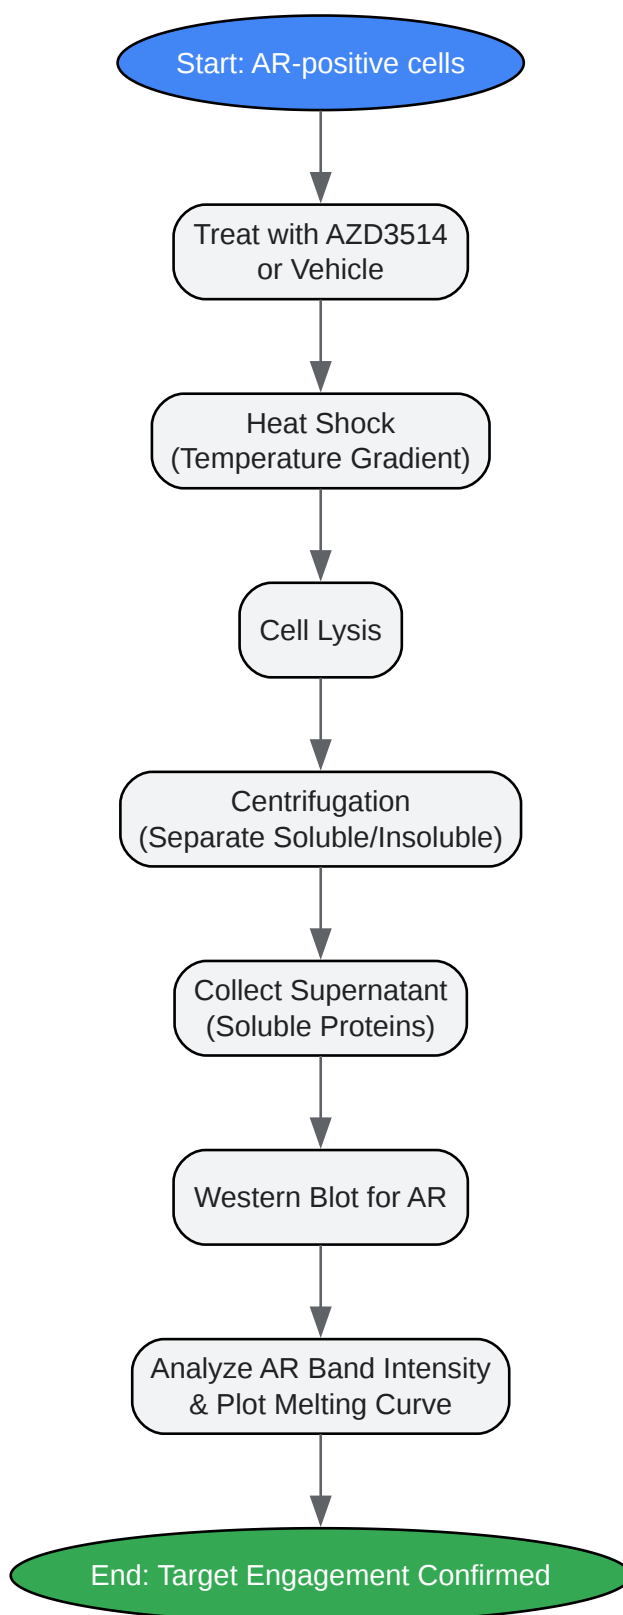 Start: AR-positive cells
Treat with AZD3514
or Vehicle
Heat Shock
(Temperature Gradient)
Cell Lysis
Centrifugation
(Separate Soluble/Insoluble)
Collect Supernatant
(Soluble Proteins)
Western Blot for AR
Analyze AR Band Intensity
& Plot Melting Curve
End: Target Engagement Confirmed